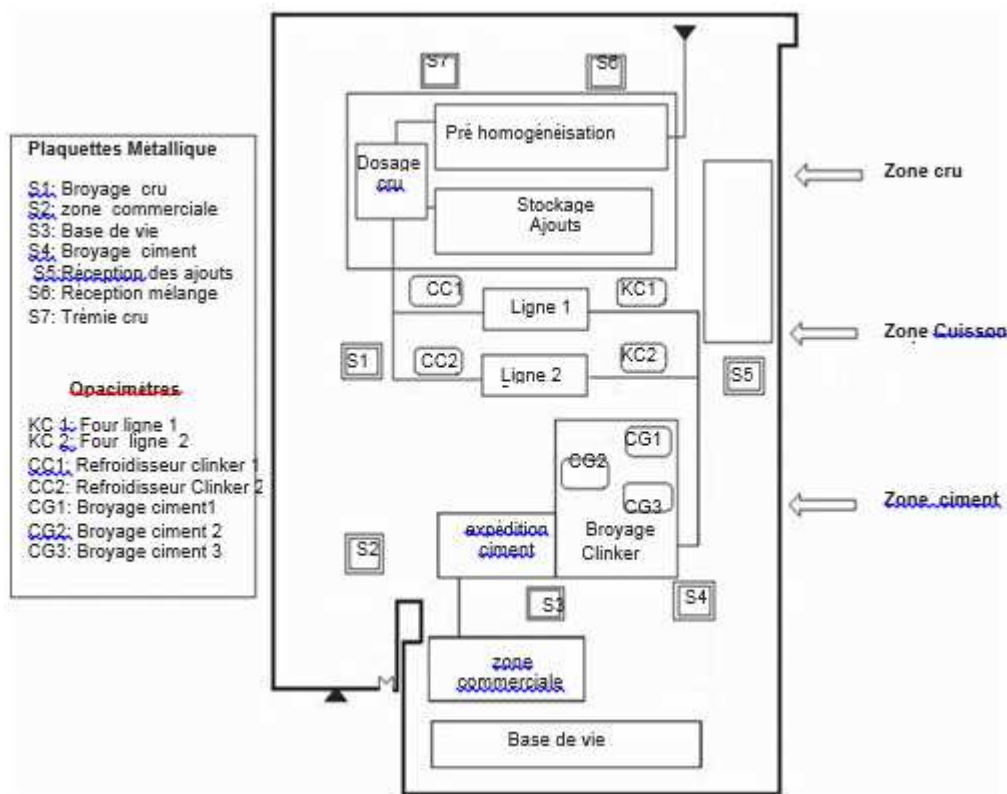 Plaquettes Métallique
S1: Broyage cru
S2: zone commerciale
S3: Base de vie
S4: Broyage ciment
S5:Réception des ajouts
S6: Réception mélange
S7: Trémie cru
Opacimètres
KC 1: Four ligne 1
KC 2: Four ligne 2
CC1: Refroidisseur clinker 1
CC2: Refroidisseur Clinker 2
CG1: Broyage ciment1
CG2: Broyage ciment 2
CG3: Broyage ciment 3
S7
S6
Pré homogénéisation
Dosage
cru
Stockage
Ajouts
CC1
Ligne 1
KC1
S1
CC2
Ligne 2
KC2
S5
CG1
CG2
CG3
Broyage
Clinker
expédition
ciment
S2
S3
S4
zone
commerciale
Base de vie
Zone cru
Zone Cuisson
Zone ciment